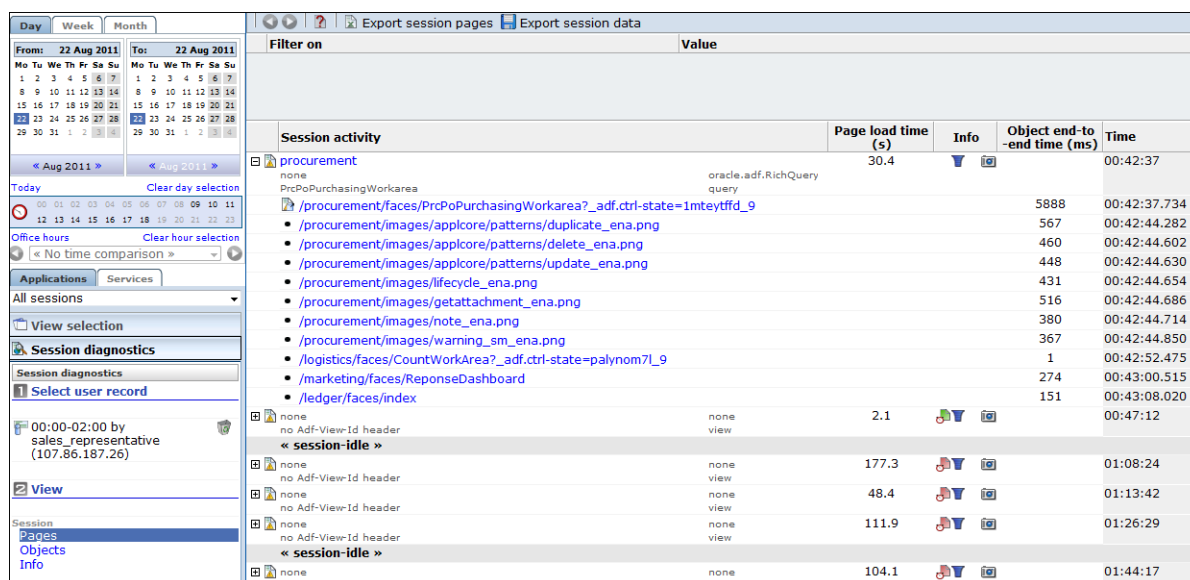 Day Week Month
From: 22 Aug 2011 To: 22 Aug 2011
Mo Tu We Th Fr Sa Su Mo Tu We Th Fr Sa Su
1 2 3 4 5 6 7 1 2 3 4 5 6 7
8 9 10 11 12 13 14 8 9 10 11 12 13 14
15 16 17 18 19 20 21 15 16 17 18 19 20 21
22 23 24 25 26 27 28 22 23 24 25 26 27 28
29 30 31 1 2 3 4 29 30 31 1 2 3 4
« Aug 2011 » « Aug 2011 »
Today Clear day selection
00 01 02 03 04 05 06 07 08 09 10 11
12 13 14 15 16 17 18 19 20 21 22 23
Office hours Clear hour selection
« No time comparison »
Applications Services
All sessions
View selection
Session diagnostics
Session diagnostics
1 Select user record
00:00-02:00 by
sales_representative
(107.86.187.26)
2 View
Session
Pages
Objects
Info
? Export session pages Export session data
Filter on Value
Session activity Page load time (s) Info Object end-to-end time (ms) Time
procurement 30.4 00:42:37
none oracle.adf.RichQuery
PrcPoPurchasingWorkarea query
/procurement/faces/PrcPoPurchasingWorkarea?_adf.ctrl-state=1mteytffd_9 5888 00:42:37.734
• /procurement/images/applcore/patterns/duplicate_ena.png 567 00:42:44.282
• /procurement/images/applcore/patterns/delete_ena.png 460 00:42:44.602
• /procurement/images/applcore/patterns/update_ena.png 448 00:42:44.630
• /procurement/images/lifecycle_ena.png 431 00:42:44.654
• /procurement/images/getattachment_ena.png 516 00:42:44.686
• /procurement/images/note_ena.png 380 00:42:44.714
• /procurement/images/warning_sm_ena.png 367 00:42:44.850
• /logistics/faces/CountWorkArea?_adf.ctrl-state=palynom7l_9 1 00:42:52.475
• /marketing/faces/ReponseDashboard 274 00:43:00.515
• /ledger/faces/index 151 00:43:08.020
none none 2.1 00:47:12
no Adf-View-Id header view
« session-idle »
none none 177.3 01:08:24
no Adf-View-Id header view
none none 48.4 01:13:42
no Adf-View-Id header view
none none 111.9 01:26:29
no Adf-View-Id header view
« session-idle »
none none 104.1 01:44:17